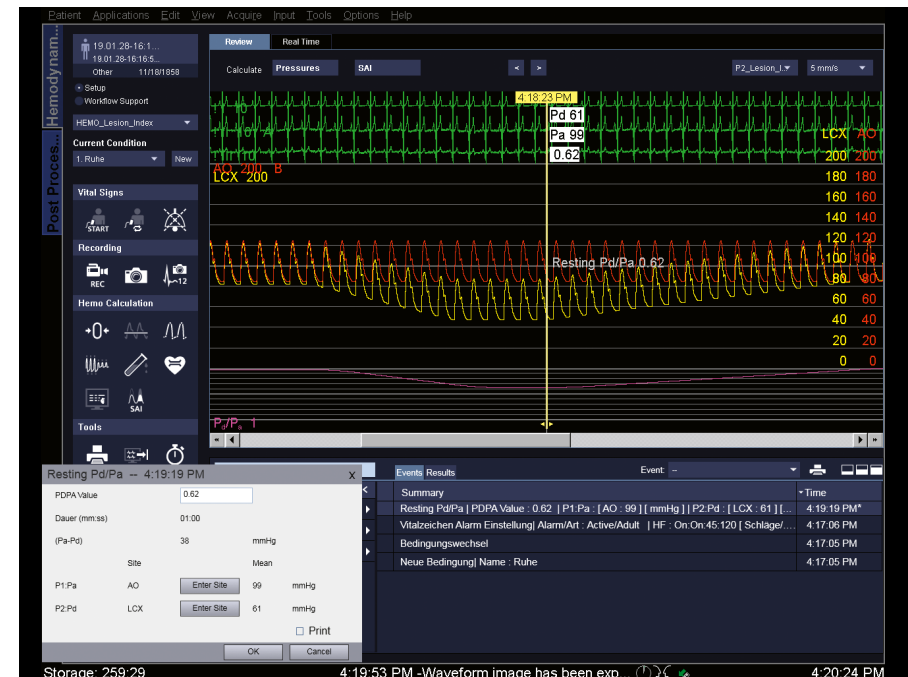 Patient Applications Edit View Acquire Input Tools Options Help
Hemodynam...
Post Proces...
19.01.28-16:1...
19.01.28-16:16:5...
Other 11/18/1858
Setup
Workflow Support
HEMO_Lesion_Index
Current Condition
1. Ruhe New
Vital Signs
START
Recording
REC 12
Hemo Calculation
+0+
SAI
Tools
Review Real Time
Calculate Pressures SAI < > P2_Lesion_I. 5 mm/s
4:18:23 PM
Pd 61
Pa 99
0.62
AO 200 B
LCX 200
LCX AO
200 200
180 180
160 160
140 140
120 120
100 100
80 80
60 60
40 40
20 20
0 0
Resting Pd/Pa 0.62
Pd/Pa 1
Events Results Event: --
Summary Time
Resting Pd/Pa | PDPA Value : 0.62 | P1:Pa : [ AO : 99 ] [ mmHg ] | P2:Pd : [ LCX : 61 ] [... 4:19:19 PM*
Vitalzeichen Alarm Einstellung| Alarm/Art : Active/Adult | HF : On:On:45:120 [ Schläge/... 4:17:06 PM
Bedingungswechsel 4:17:05 PM
Neue Bedingung| Name : Ruhe 4:17:05 PM
Resting Pd/Pa -- 4:19:19 PM x
PDPA Value 0.62
Dauer (mm:ss) 01:00
(Pa-Pd) 38 mmHg
Site Mean
P1:Pa AO Enter Site 99 mmHg
P2:Pd LCX Enter Site 61 mmHg
Print
OK Cancel
Storage: 259:29 4:19:53 PM -Waveform image has been exp... 4:20:24 PM